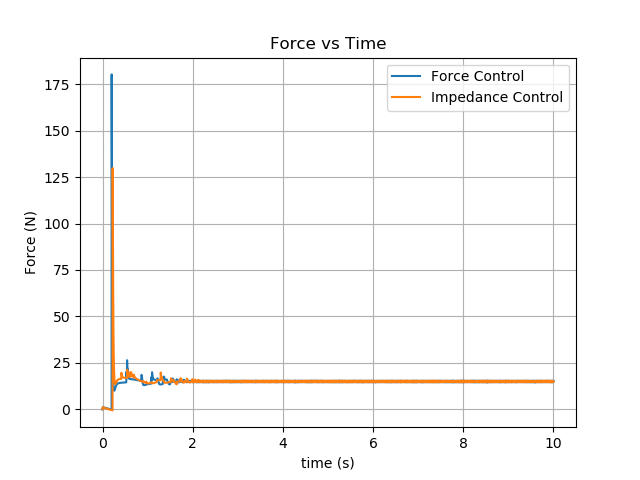 Force vs Time
Force Control
Impedance Control
Force (N)
175
150
125
100
75
50
25
0
0 2 4 6 8 10
time (s)